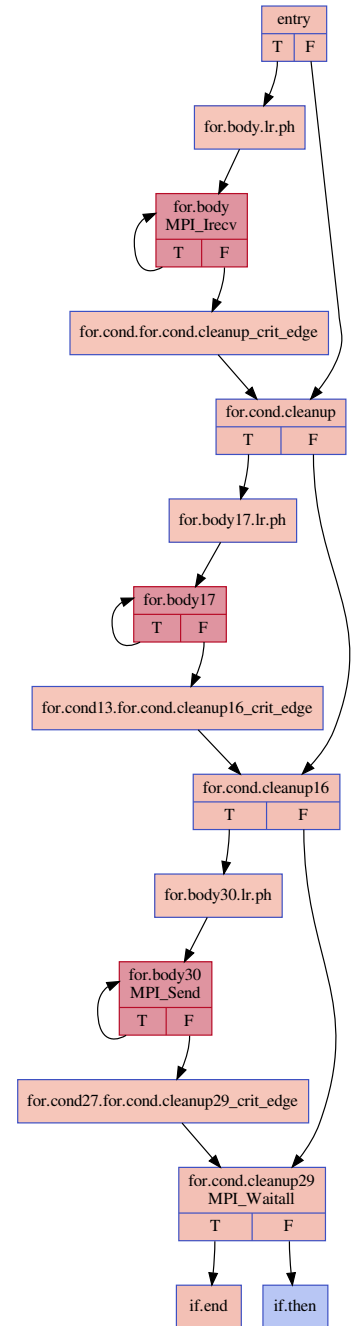 entry
T F
for.body.lr.ph
for.body
MPI_Irecv
T F
for.cond.for.cond.cleanup_crit_edge
for.cond.cleanup
T F
for.body17.lr.ph
for.body17
T F
for.cond13.for.cond.cleanup16_crit_edge
for.cond.cleanup16
T F
for.body30.lr.ph
for.body30
MPI_Send
T F
for.cond27.for.cond.cleanup29_crit_edge
for.cond.cleanup29
MPI_Waitall
T F
if.end if.then